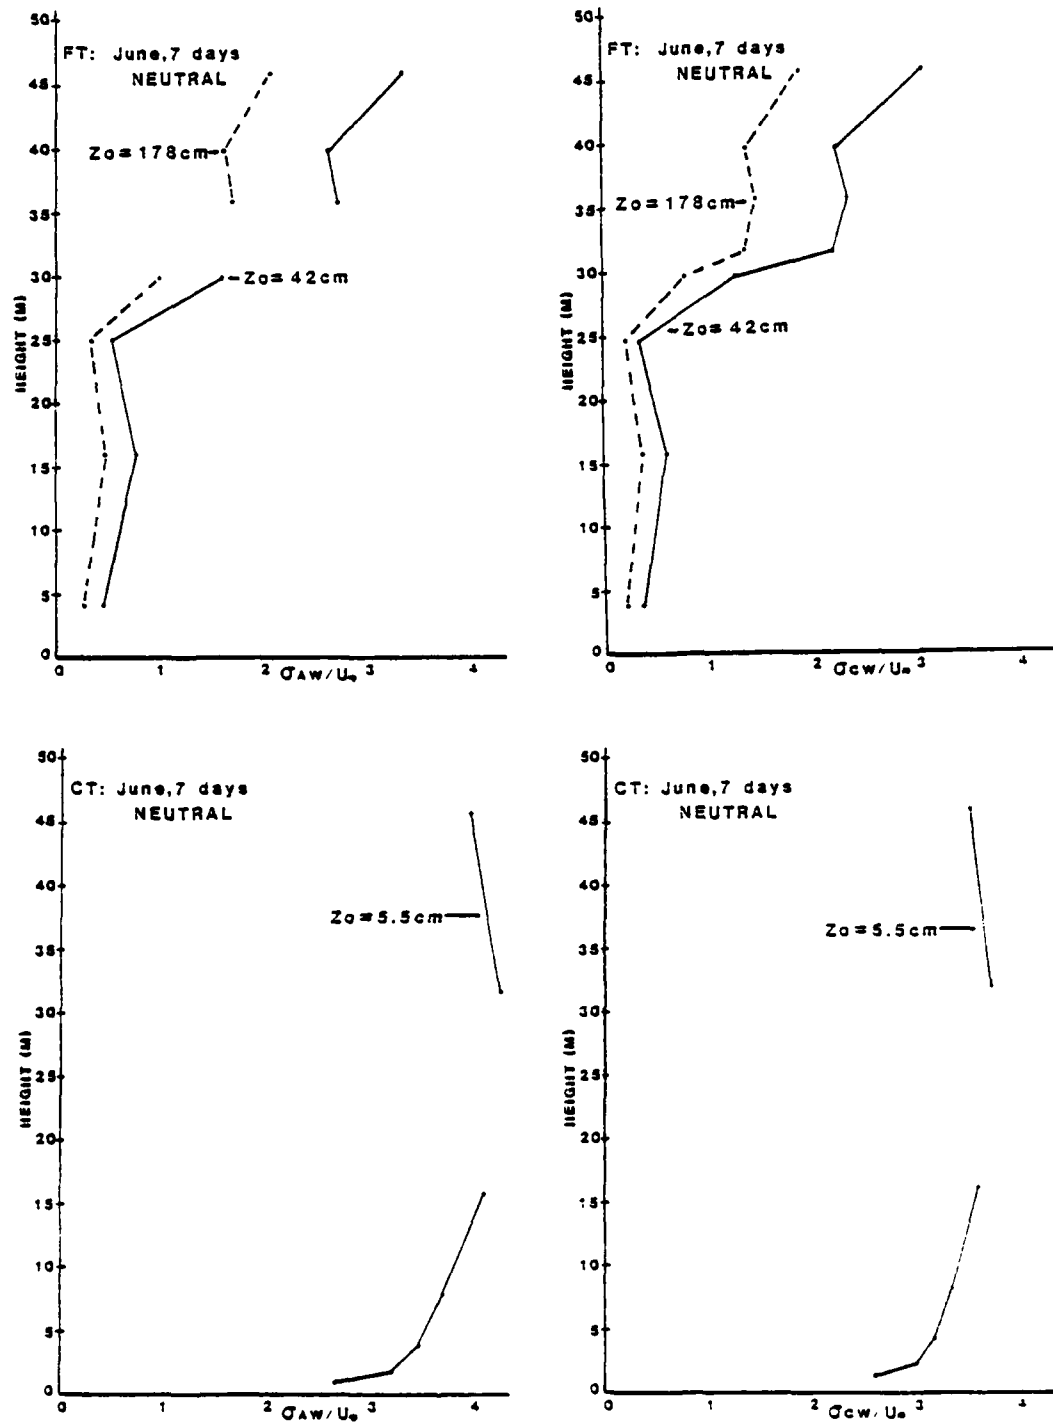 50
FT: June,7 days
NEUTRAL
45
Zo=178cm
40
35
30
Zo=42cm
HEIGHT (M)
25
20
15
10
5
0
0 1 2 3 4
σAW/U*
50
FT: June,7 days
NEUTRAL
45
40
Zo=178cm
35
30
Zo=42cm
HEIGHT (M)
25
20
15
10
5
0
0 1 2 3 4
σCW/U*
50
CT: June,7 days
NEUTRAL
45
40
Zo=5.5cm
35
30
HEIGHT (M)
25
20
15
10
5
0
0 1 2 3 4
σAW/U*
50
CT: June,7 days
NEUTRAL
45
40
Zo=5.5cm
35
30
HEIGHT (M)
25
20
15
10
5
0
0 1 2 3 4
σCW/U*